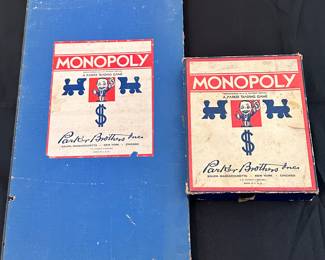 MONOPOLY
A PARKER TRADING GAME
$
Parker Brothers Inc.
SALEM, MASSACHUSETTS · NEW YORK · CHICAGO
MONOPOLY
A PARKER TRADING GAME
$
Parker Brothers Inc.
SALEM, MASSACHUSETTS · NEW YORK · CHICAGO